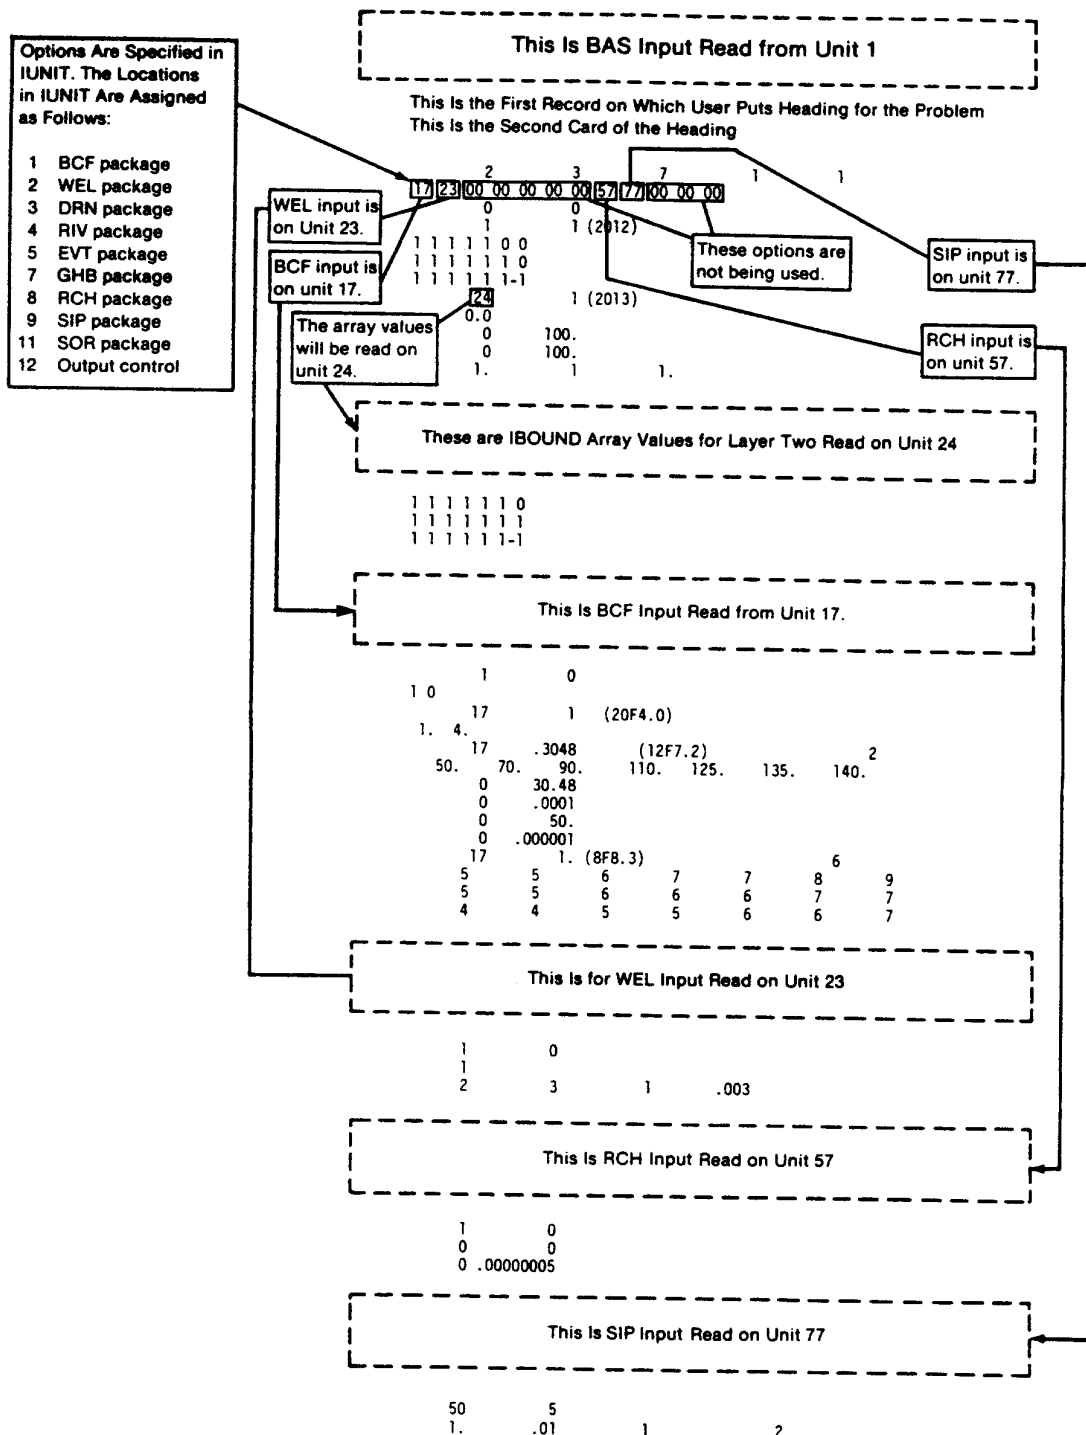 Options Are Specified in
IUNIT. The Locations
in IUNIT Are Assigned
as Follows:
1 BCF package
2 WEL package
3 DRN package
4 RIV package
5 EVT package
7 GHB package
8 RCH package
9 SIP package
11 SOR package
12 Output control
This Is BAS Input Read from Unit 1
This Is the First Record on Which User Puts Heading for the Problem
This Is the Second Card of the Heading
2 3 7 1 1
17 23 00 00 00 00 00 57 77 00 00 00
WEL input is
on Unit 23.
0 0
1 1 (2012)
1 1 1 1 1 0 0
1 1 1 1 1 1 0
1 1 1 1 1 1-1
These options are
not being used.
SIP input is
on unit 77.
BCF input is
on unit 17.
24 1 (2013)
0.0
0 100.
0 100.
1. 1 1.
The array values
will be read on
unit 24.
RCH input is
on unit 57.
These are IBOUND Array Values for Layer Two Read on Unit 24
1 1 1 1 1 1 0
1 1 1 1 1 1 1
1 1 1 1 1 1-1
This Is BCF Input Read from Unit 17.
1 0
1 0
17 1 (20F4.0)
1. 4.
17 .3048 (12F7.2) 2
50. 70. 90. 110. 125. 135. 140.
0 30.48
0 .0001
0 50.
0 .000001
17 1. (8F8.3) 6
5 5 6 7 7 8 9
5 5 6 6 6 7 7
4 4 5 5 6 6 7
This Is for WEL Input Read on Unit 23
1 0
1
2 3 1 .003
This Is RCH Input Read on Unit 57
1 0
0 0
0 .00000005
This Is SIP Input Read on Unit 77
50 5
1. .01 1 2